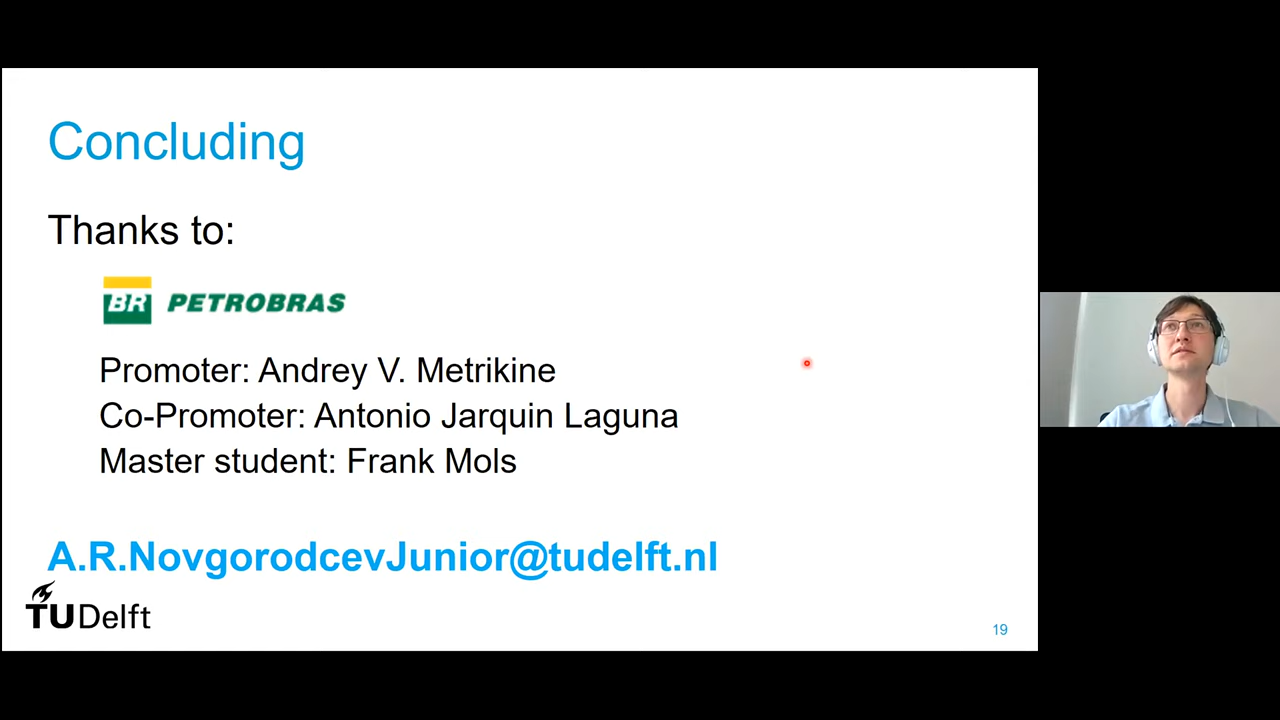 Concluding
Thanks to:
BR PETROBRAS
Promoter: Andrey V. Metrikine
Co-Promoter: Antonio Jarquin Laguna
Master student: Frank Mols
A.R.NovgorodcevJunior@tudelft.nl
TUDelft
19